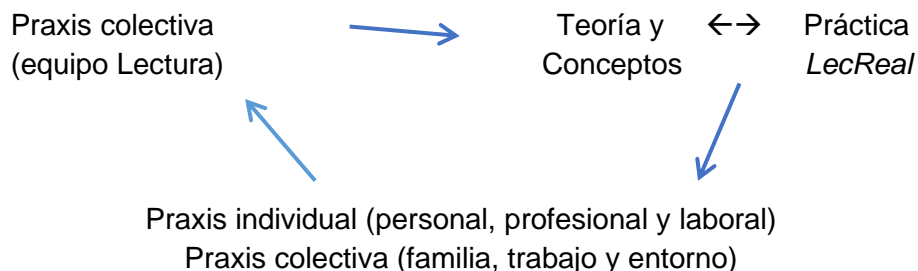 Praxis colectiva
(equipo Lectura)
Teoría y ←→ Práctica
Conceptos LecReal
Praxis individual (personal, profesional y laboral)
Praxis colectiva (familia, trabajo y entorno)